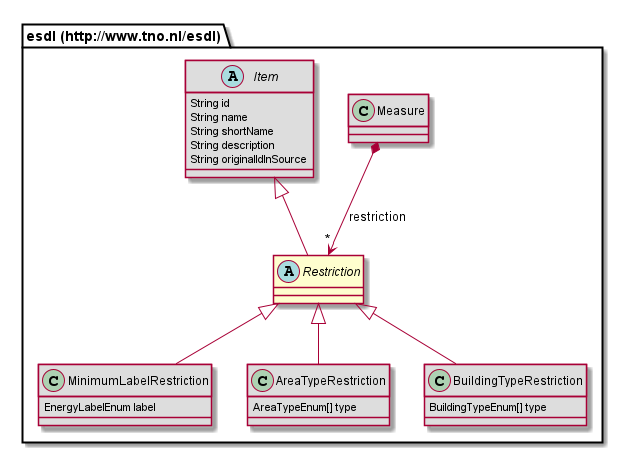 esdl (http://www.tno.nl/esdl)
A Item
String id
String name
String shortName
String description
String originalIdInSource
C Measure
restriction
*
A Restriction
C MinimumLabelRestriction
EnergyLabelEnum label
C AreaTypeRestriction
AreaTypeEnum[] type
C BuildingTypeRestriction
BuildingTypeEnum[] type